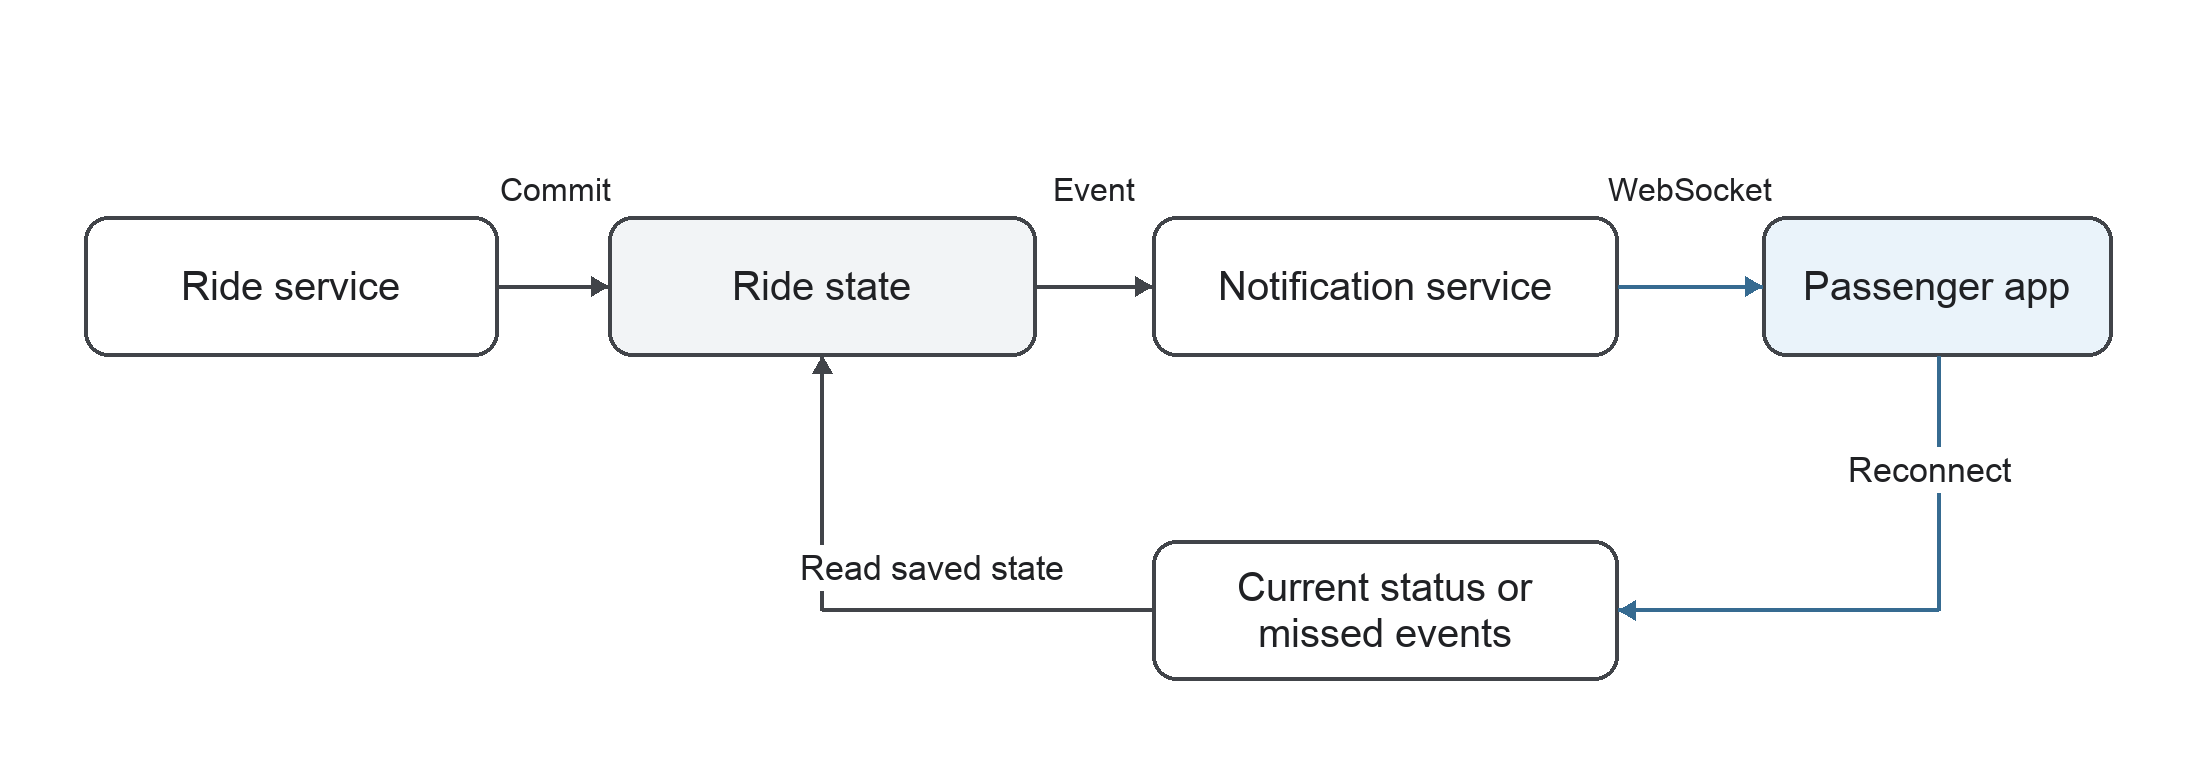 Commit
Event
WebSocket
Ride service
Ride state
Notification service
Passenger app
Reconnect
Read saved state
Current status or
missed events